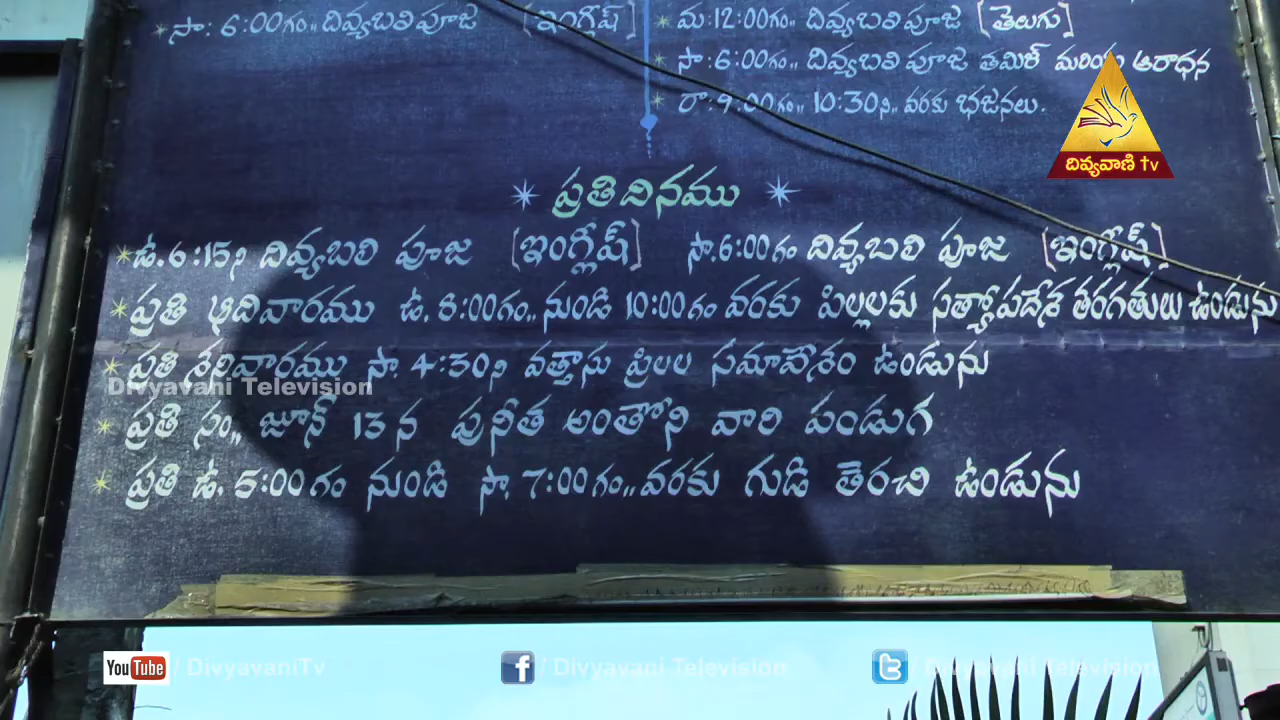 సా: 6:00గం,, దివ్యబలి పూజ [ఇంగ్లీష్]
మ:12:00గం,, దివ్యబలి పూజ [తెలుగు]
సా:6:00గం,, దివ్యబలి పూజ తమిళ్ మరియు ఆరాధన
రా:9:00గం,, 10:30ని,, వరకు భజనలు.
దివ్యవాణి tv
ప్రతిదినము
ఉ.6:15ని దివ్యబలి పూజ [ఇంగ్లీష్] సా.6:00గం దివ్యబలి పూజ [ఇంగ్లీష్]
ప్రతి ఆదివారము ఉ. 8:00గం,, నుండి 10:00గం వరకు పిల్లలకు సత్యోపదేశ తరగతులు ఉండును
ప్రతి శనివారము సా. 4:30ని సమావేశం ఉండును
Divyavani Television
ప్రతి సం,, జూన్ 13న పునీత అంతోని వారి పండుగ
ప్రతి ఉ. 5:00గం నుండి సా. 7:00గం,, వరకు గుడి తెరచి ఉండును
YouTube / DivyavaniTv
f / Divyavani Television
/ Divyavani Television